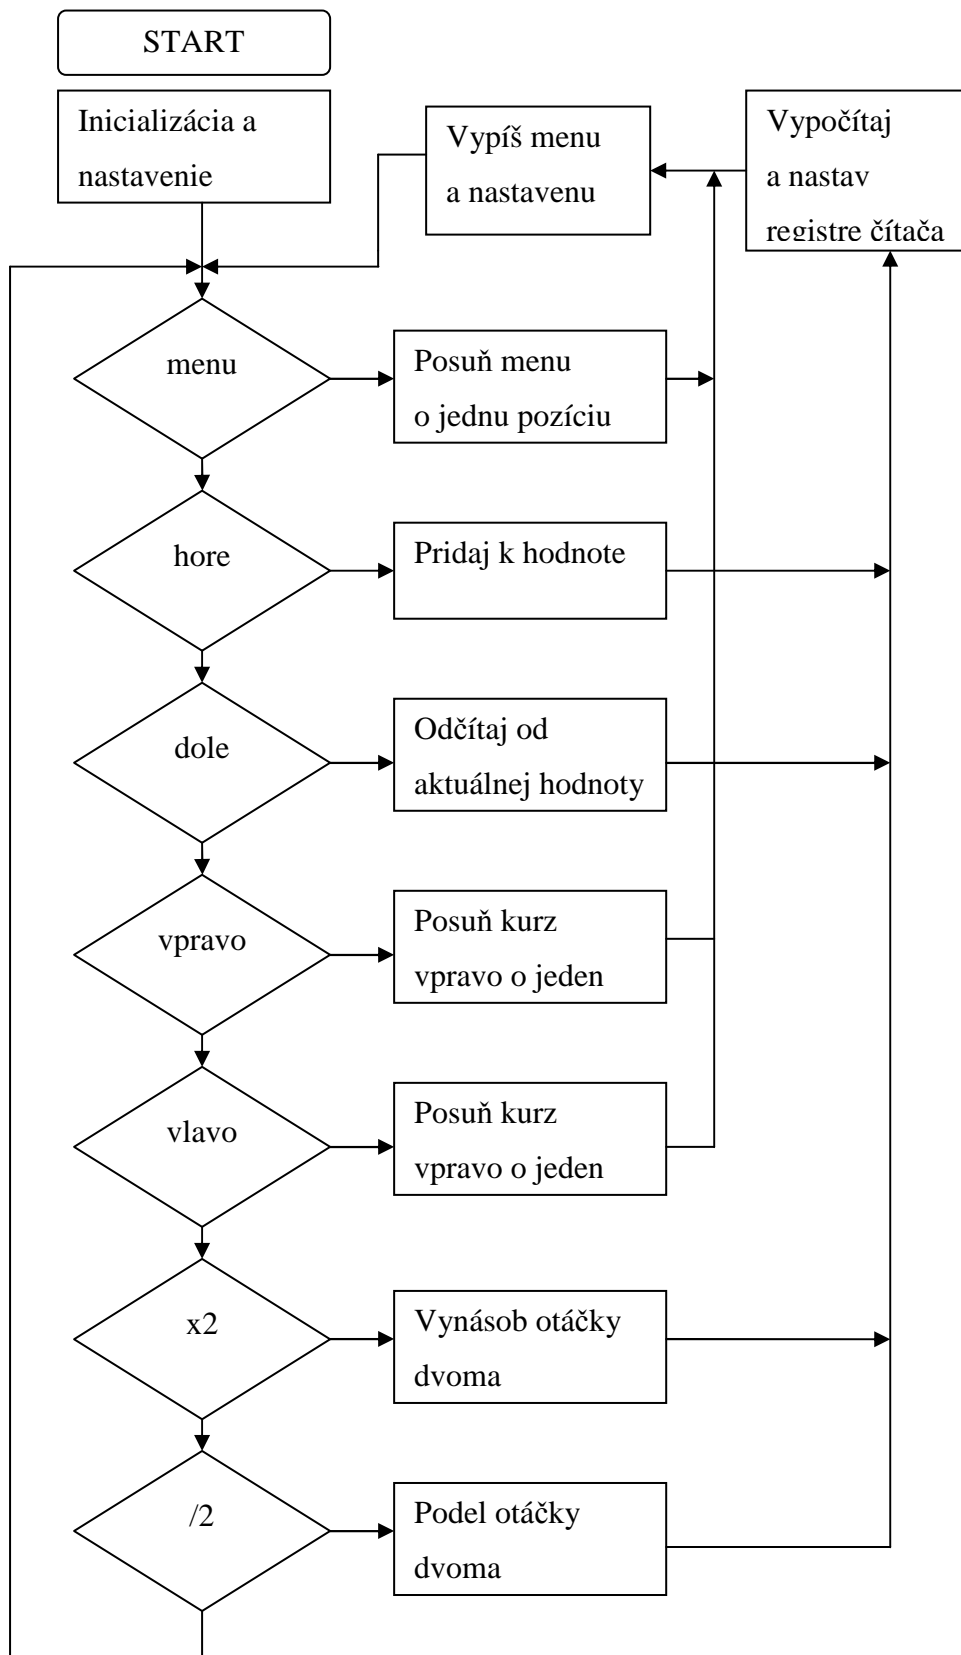 START
Inicializácia a
nastavenie
Vypíš menu
a nastavenu
Vypočítaj
a nastav
registre čítača
menu
Posuň menu
o jednu pozíciu
hore
Pridaj k hodnote
dole
Odčítaj od
aktuálnej hodnoty
vpravo
Posuň kurz
vpravo o jeden
vlavo
Posuň kurz
vpravo o jeden
x2
Vynásob otáčky
dvoma
/2
Podel otáčky
dvoma